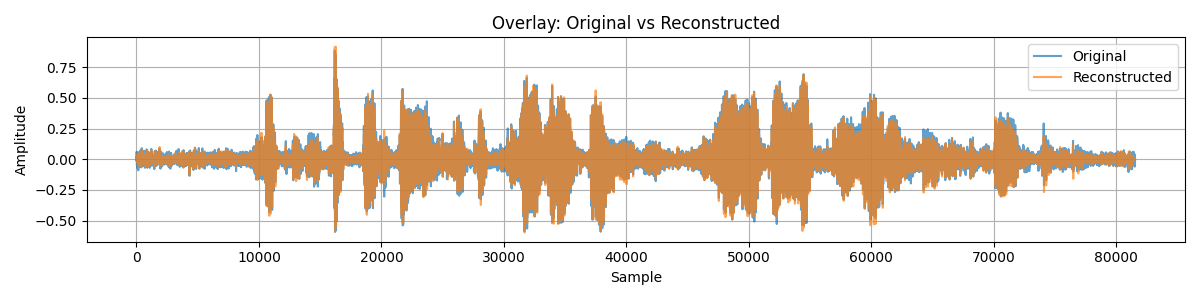 Overlay: Original vs Reconstructed
Original
Reconstructed
Amplitude
0.75
0.50
0.25
0.00
−0.25
−0.50
0 10000 20000 30000 40000 50000 60000 70000 80000
Sample